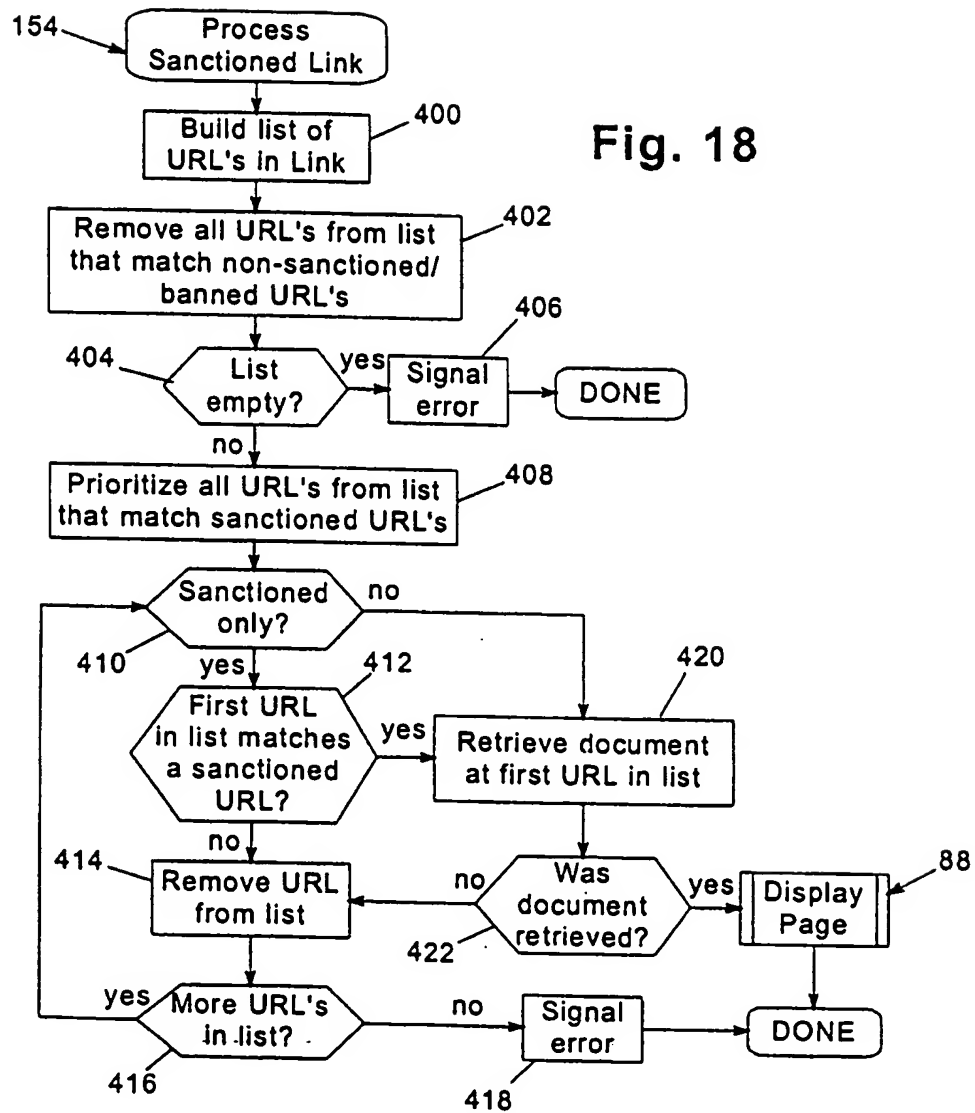 154
Process
Sanctioned Link
400
Build list of
URL's in Link
Fig. 18
402
Remove all URL's from list
that match non-sanctioned/
banned URL's
406
404
List
empty?
yes
Signal
error
DONE
no
408
Prioritize all URL's from list
that match sanctioned URL's
Sanctioned
only?
no
410
yes
412
420
First URL
in list matches
a sanctioned
URL?
yes
Retrieve document
at first URL in list
no
414
Remove URL
from list
no
Was
document
retrieved?
422
yes
88
Display
Page
yes
More URL's
in list?
416
no
Signal
error
418
DONE